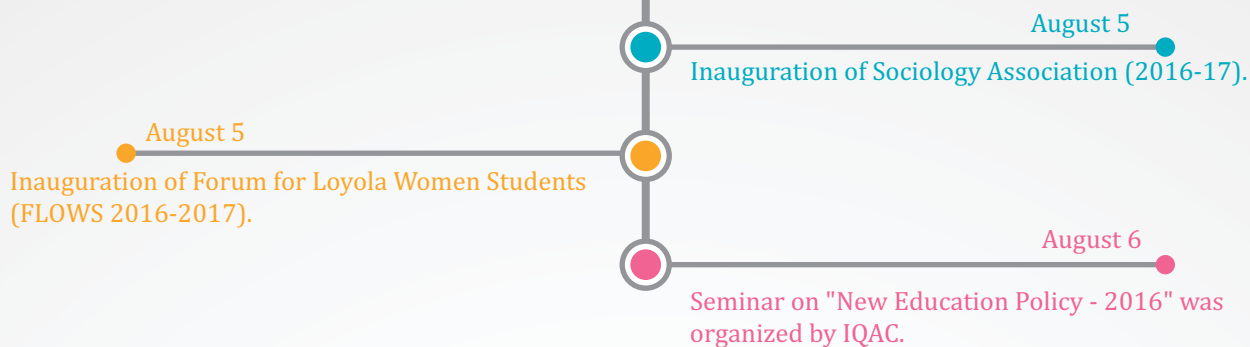 August 5
Inauguration of Sociology Association (2016-17).
August 5
Inauguration of Forum for Loyola Women Students
(FLOWS 2016-2017).
August 6
Seminar on "New Education Policy - 2016" was
organized by IQAC.